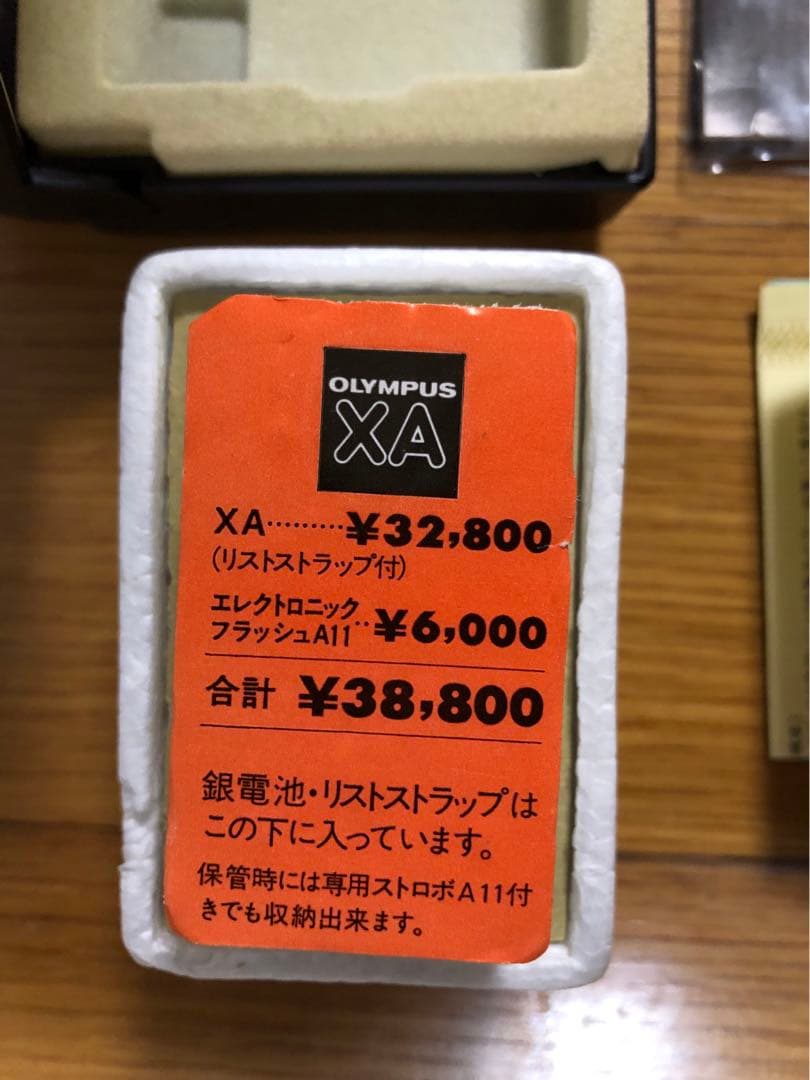 OLYMPUS
XA
XA………¥32,800
(リストストラップ付)
エレクトロニック
フラッシュA11‥¥6,000
合計 ¥38,800
銀電池・リストストラップは
この下に入っています。
保管時には専用ストロボA11付
きでも収納出来ます。